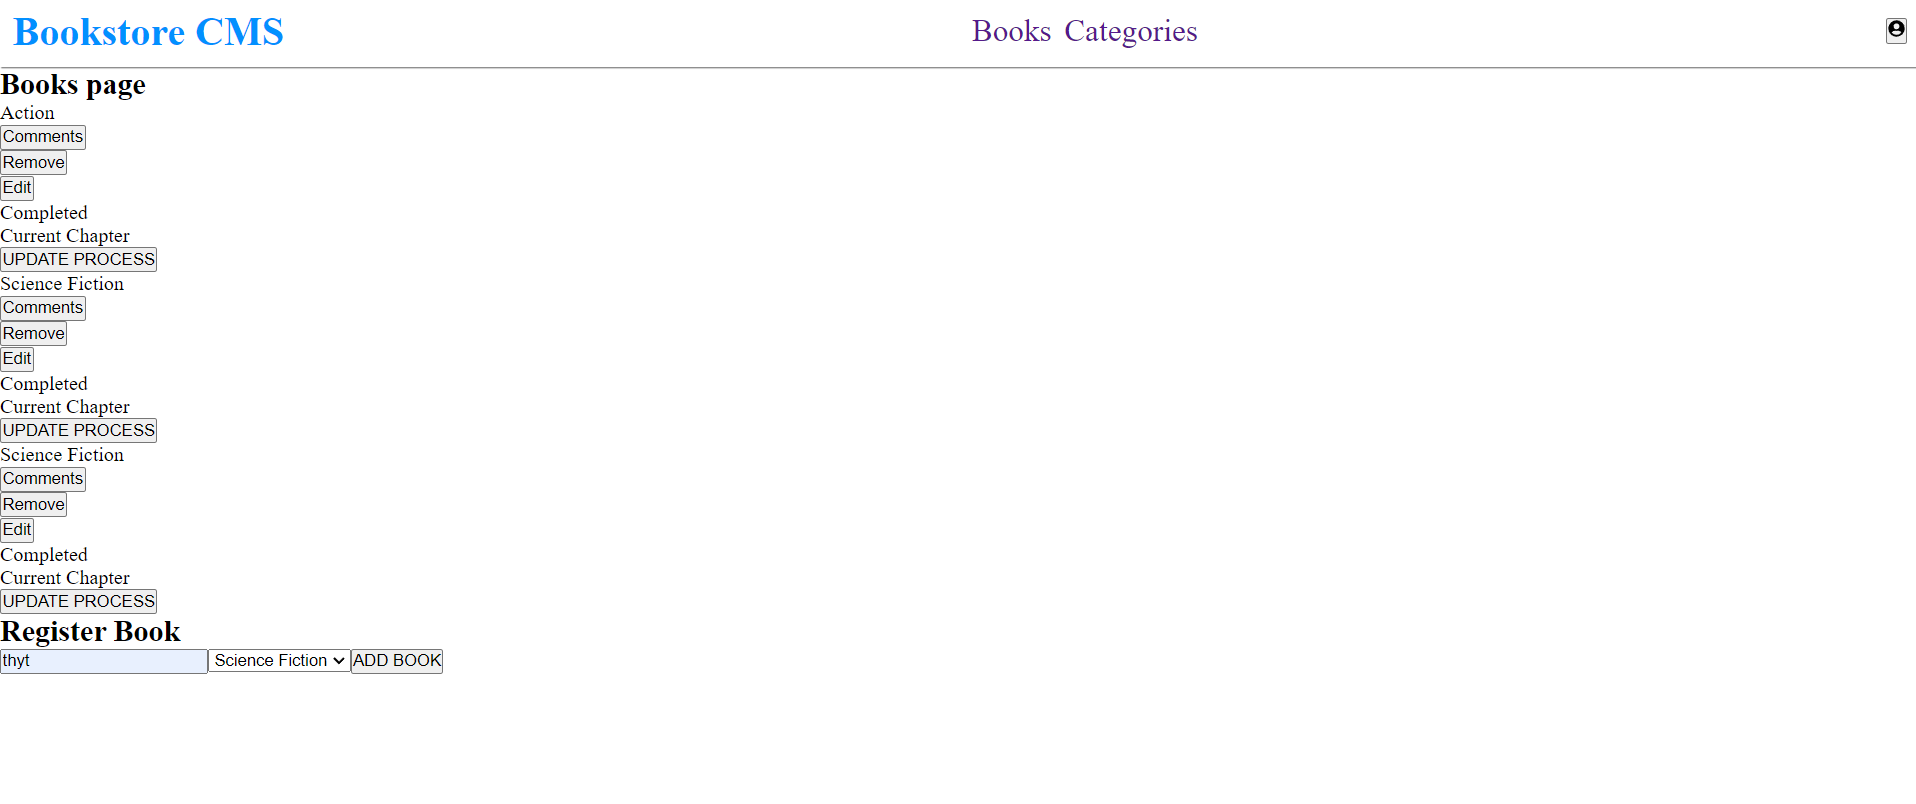 Bookstore CMS Books Categories
Books page
Action
Comments
Remove
Edit
Completed
Current Chapter
UPDATE PROCESS
Science Fiction
Comments
Remove
Edit
Completed
Current Chapter
UPDATE PROCESS
Science Fiction
Comments
Remove
Edit
Completed
Current Chapter
UPDATE PROCESS
Register Book
thyt Science Fiction ADD BOOK